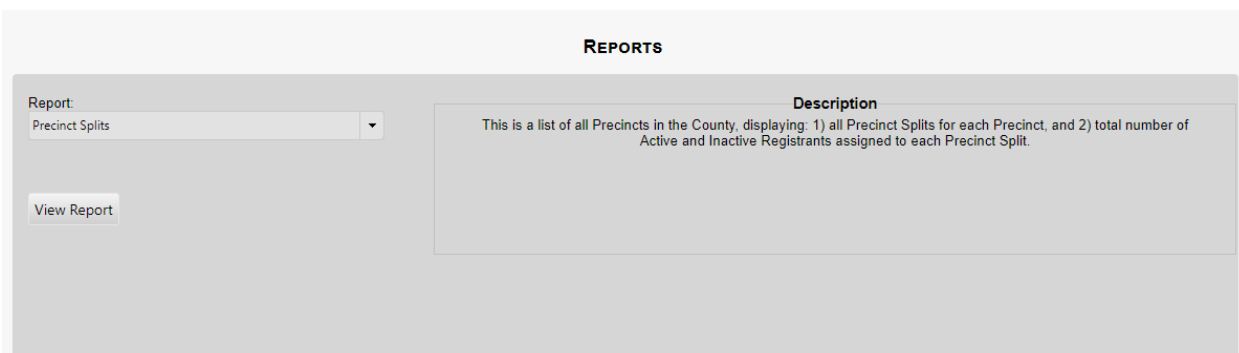 REPORTS
Report:
Precinct Splits
View Report
Description
This is a list of all Precincts in the County, displaying: 1) all Precinct Splits for each Precinct, and 2) total number of
Active and Inactive Registrants assigned to each Precinct Split.